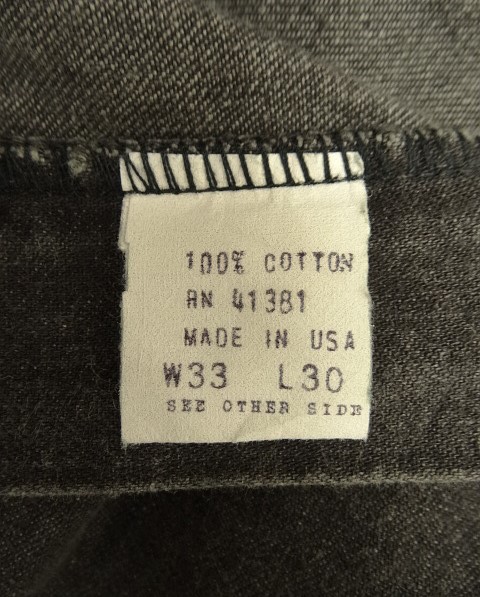 100% COTTON
RN 41381
MADE IN USA
W33 L30
SEE OTHER SIDE